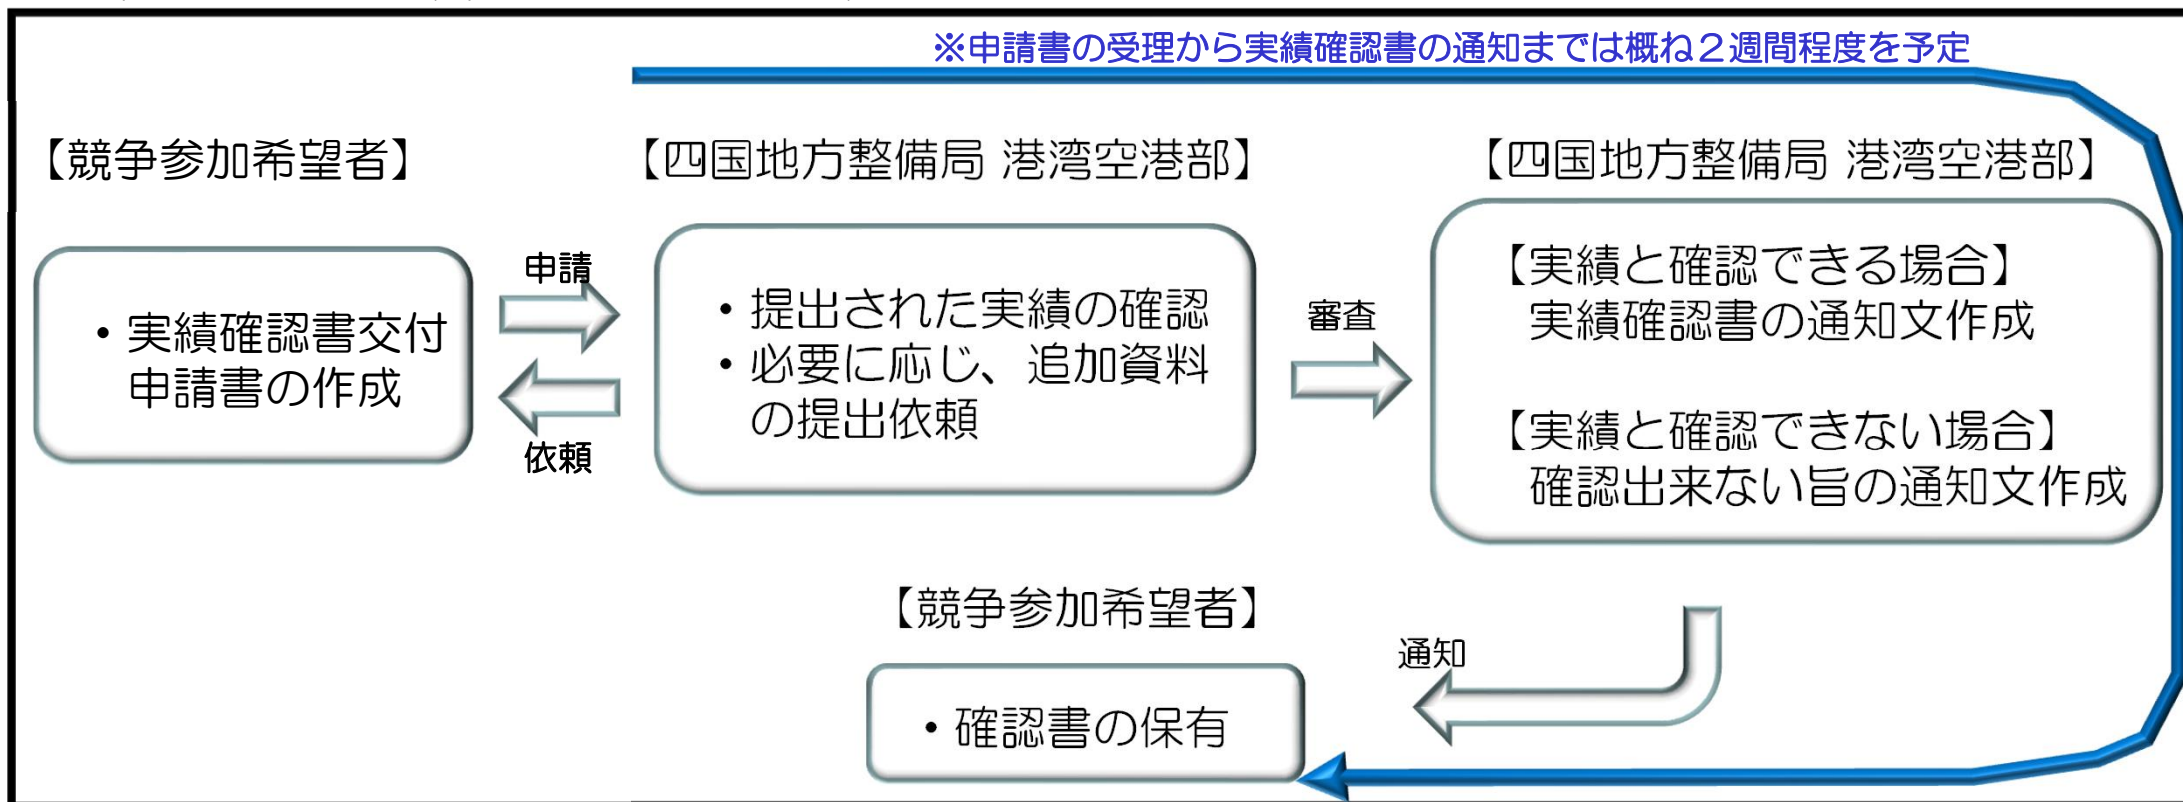 ※申請書の受理から実績確認書の通知までは概ね２週間程度を予定
【競争参加希望者】
・実績確認書交付
申請書の作成
申請
依頼
【四国地方整備局 港湾空港部】
・提出された実績の確認
・必要に応じ、追加資料
の提出依頼
審査
【四国地方整備局 港湾空港部】
【実績と確認できる場合】
実績確認書の通知文作成
【実績と確認できない場合】
確認出来ない旨の通知文作成
通知
【競争参加希望者】
・確認書の保有